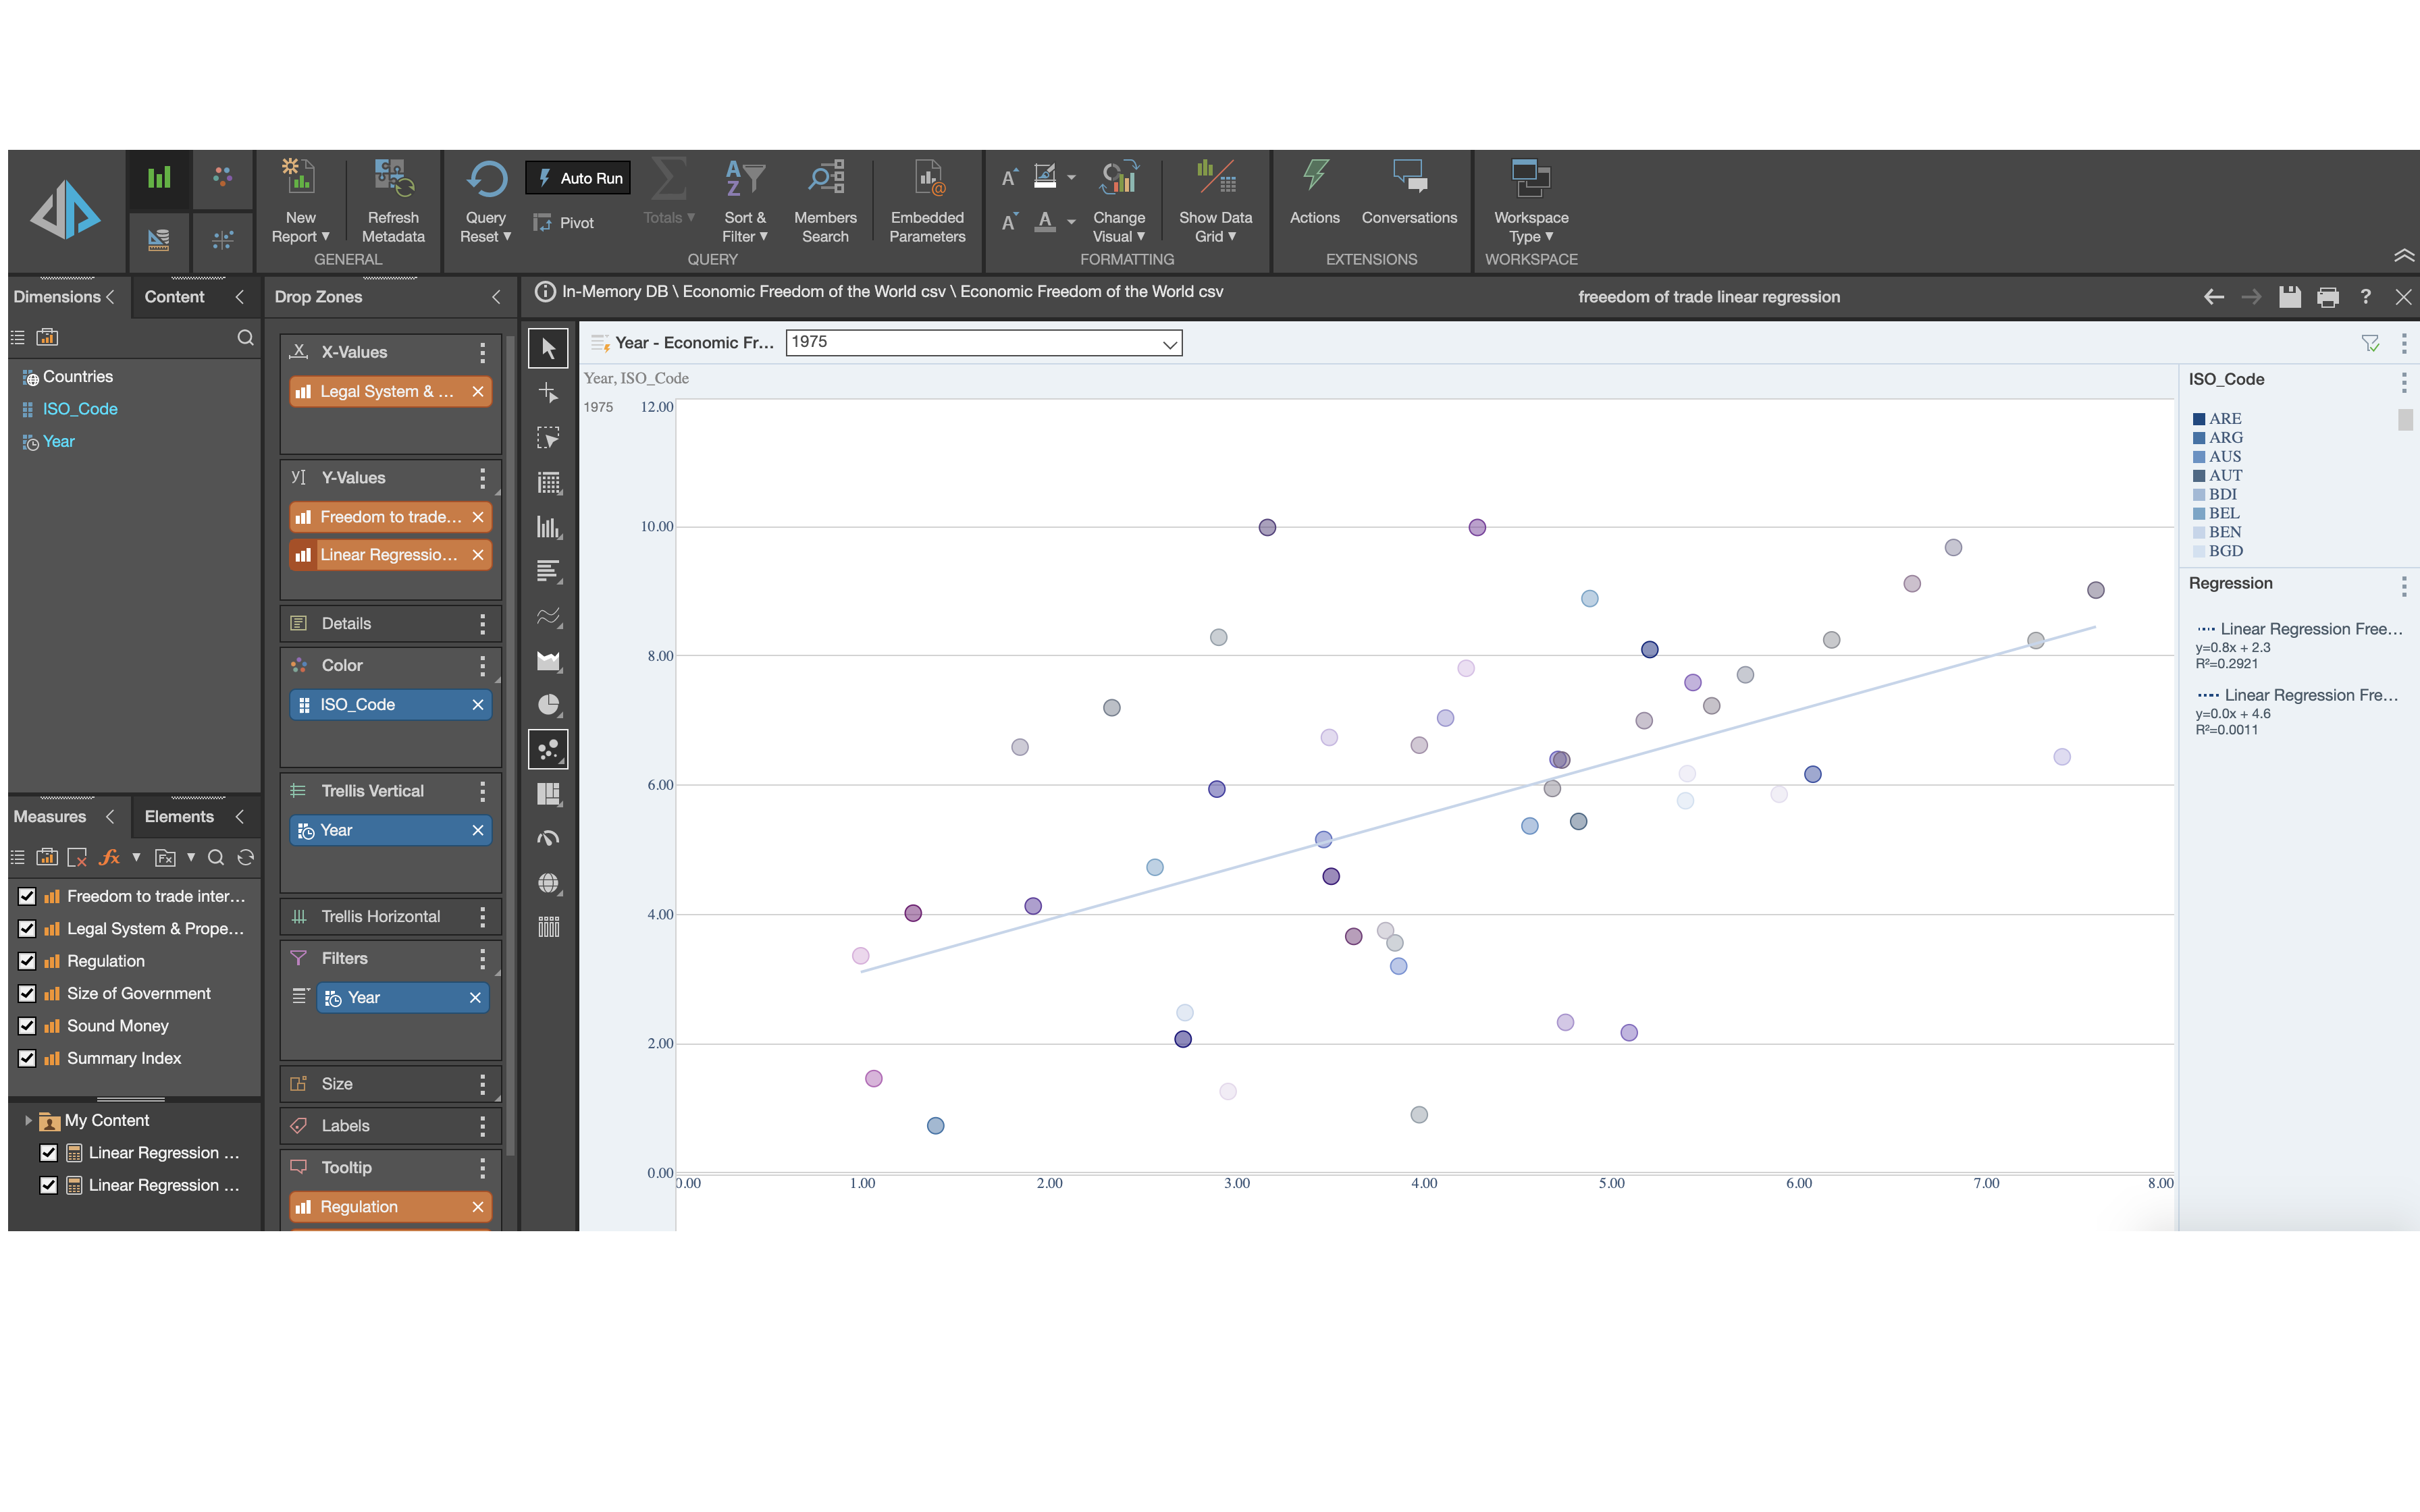 New Report ▼
Refresh Metadata
GENERAL
Query Reset ▼
Auto Run
Pivot
Totals ▼
Sort & Filter ▼
Members Search
Embedded Parameters
QUERY
Change Visual ▼
Show Data Grid ▼
FORMATTING
Actions
Conversations
EXTENSIONS
Workspace Type ▼
WORKSPACE
Dimensions
Content
Drop Zones
In-Memory DB \ Economic Freedom of the World csv \ Economic Freedom of the World csv
freeedom of trade linear regression
?
Countries
ISO_Code
Year
Measures
Elements
fx
Fx
Freedom to trade inter...
Legal System & Prope...
Regulation
Size of Government
Sound Money
Summary Index
My Content
Linear Regression ...
Linear Regression ...
X-Values
Legal System & ...
Y-Values
Freedom to trade...
Linear Regressio...
Details
Color
ISO_Code
Trellis Vertical
Year
Trellis Horizontal
Filters
Year
Size
Labels
Tooltip
Regulation
Year - Economic Fr...
1975
Year, ISO_Code
1975
12.00
10.00
8.00
6.00
4.00
2.00
0.00
0.00 1.00 2.00 3.00 4.00 5.00 6.00 7.00 8.00
ISO_Code
ARE
ARG
AUS
AUT
BDI
BEL
BEN
BGD
Regression
Linear Regression Free...
y=0.8x + 2.3
R²=0.2921
Linear Regression Fre...
y=0.0x + 4.6
R²=0.0011